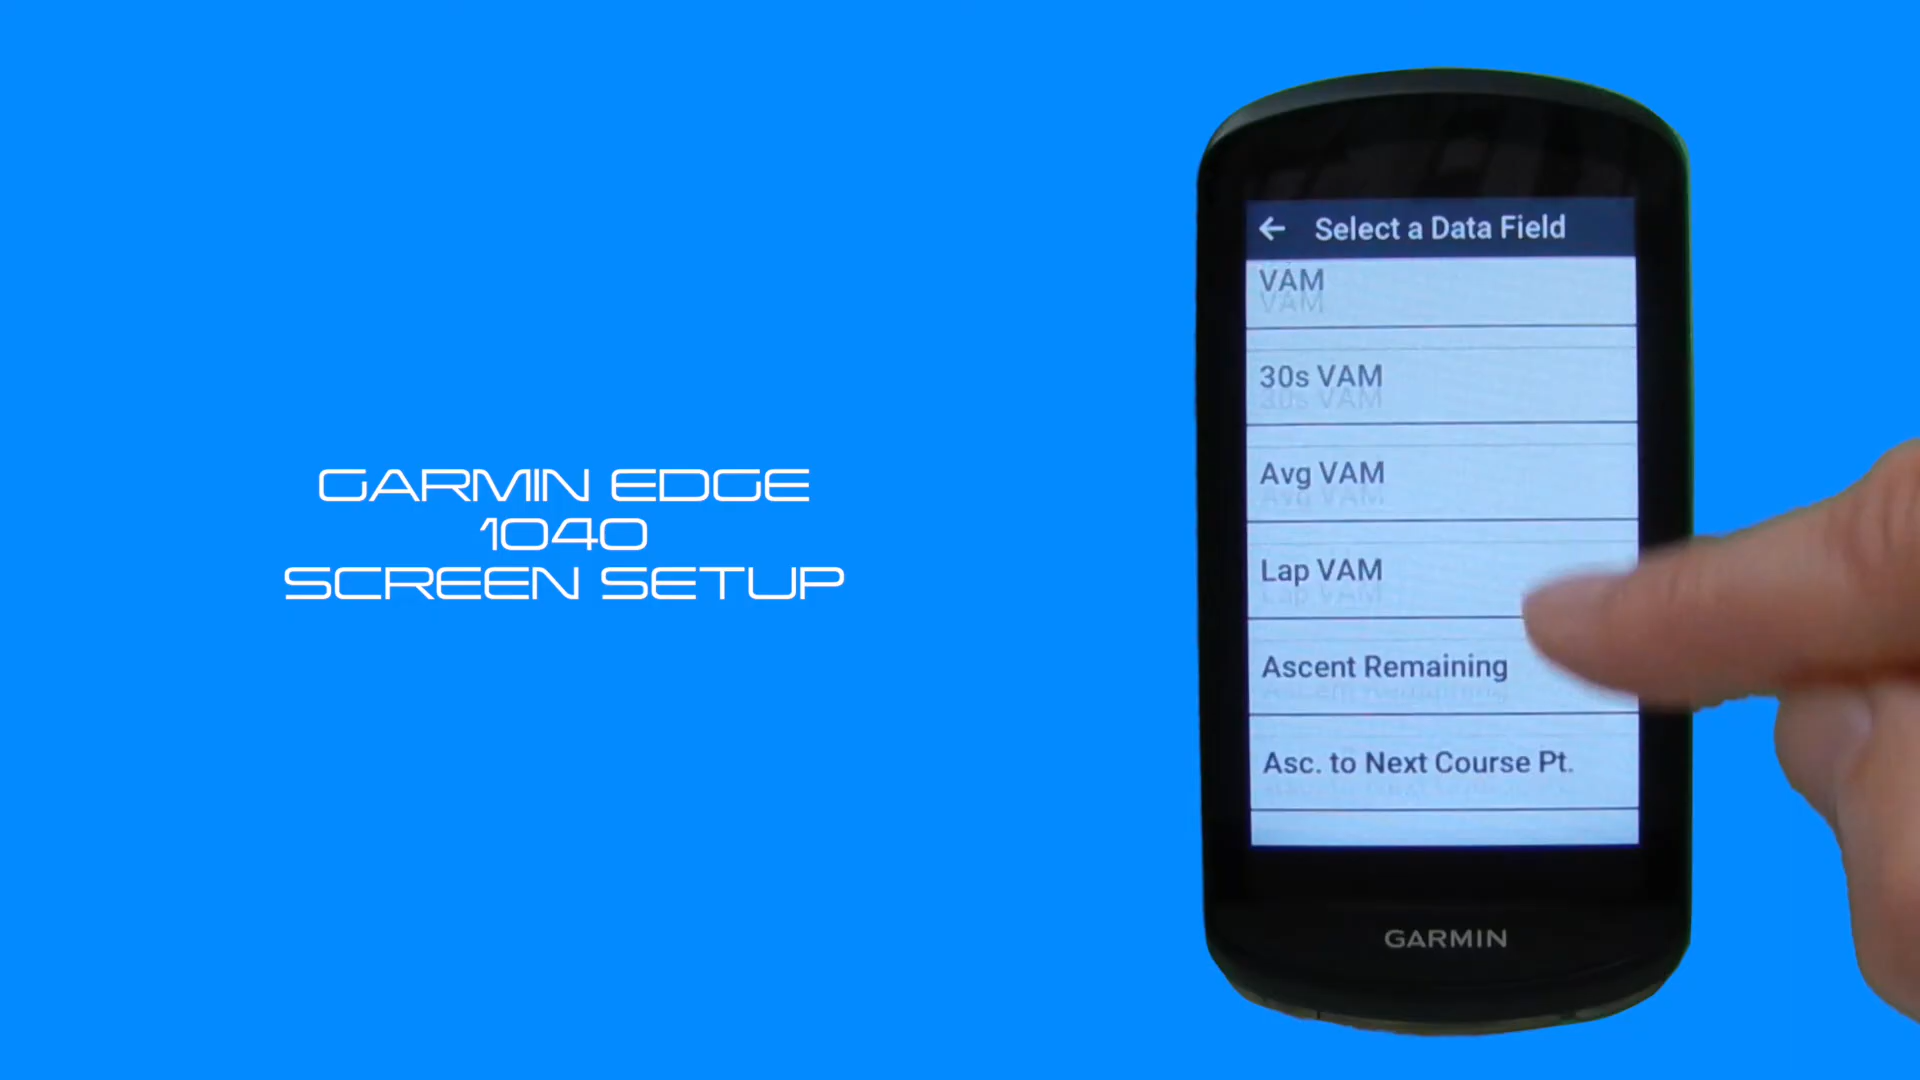 GARMIN EDGE
1040
SCREEN SETUP
Select a Data Field
VAM
30s VAM
Avg VAM
Lap VAM
Ascent Remaining
Asc. to Next Course Pt.
GARMIN